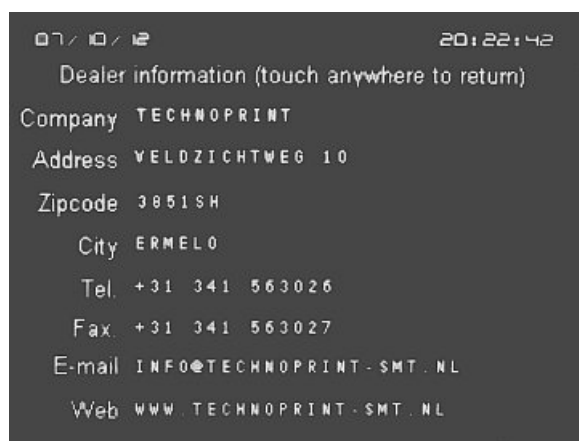 07/10/12 20:22:42
Dealer information (touch anywhere to return)
Company TECHNOPRINT
Address VELDZICHTWEG 10
Zipcode 3851SH
City ERMELO
Tel. +31 341 563026
Fax. +31 341 563027
E-mail INFO@TECHNOPRINT-SMT.NL
Web WWW.TECHNOPRINT-SMT.NL